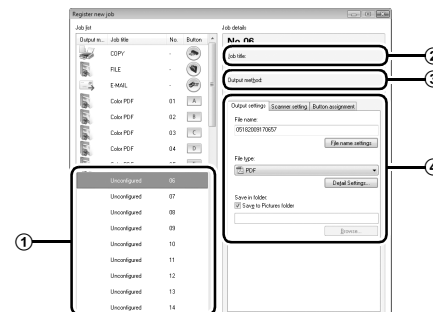 Register new job
Job list
Output m... Job title No. Button
COPY -
FILE -
E-MAIL -
Color PDF 01 A
Color PDF 02 B
Color PDF 03 C
Color PDF 04 D
Unconfigured 06
Unconfigured 07
Unconfigured 08
Unconfigured 09
Unconfigured 10
Unconfigured 11
Unconfigured 12
Unconfigured 13
Unconfigured 14
①
Job details
No. 06
Job title:
②
Output method:
③
Output settings Scanner setting Button assignment
File name:
05182009170657
File name settings
File type:
PDF
Detail Settings...
④
Save in folder:
Save to Pictures folder
Browse...